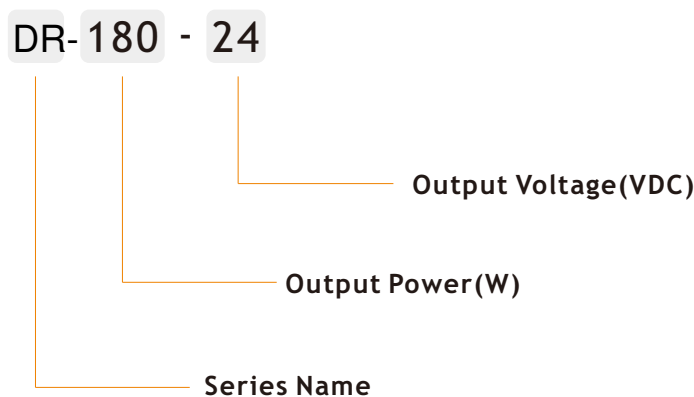 DR-180 - 24
Output Voltage(VDC)
Output Power(W)
Series Name